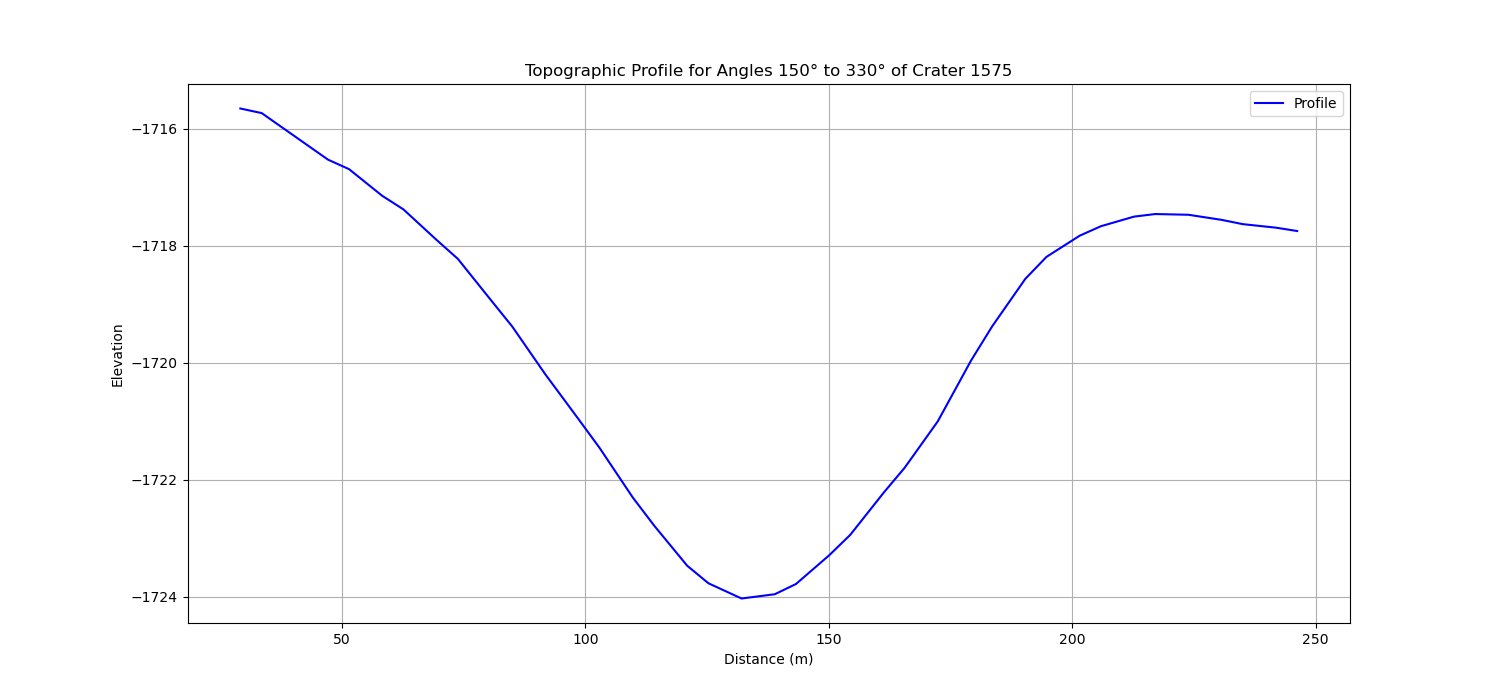 Topographic Profile for Angles 150° to 330° of Crater 1575
Profile
−1716
−1718
−1720
−1722
−1724
Elevation
50
100
150
200
250
Distance (m)